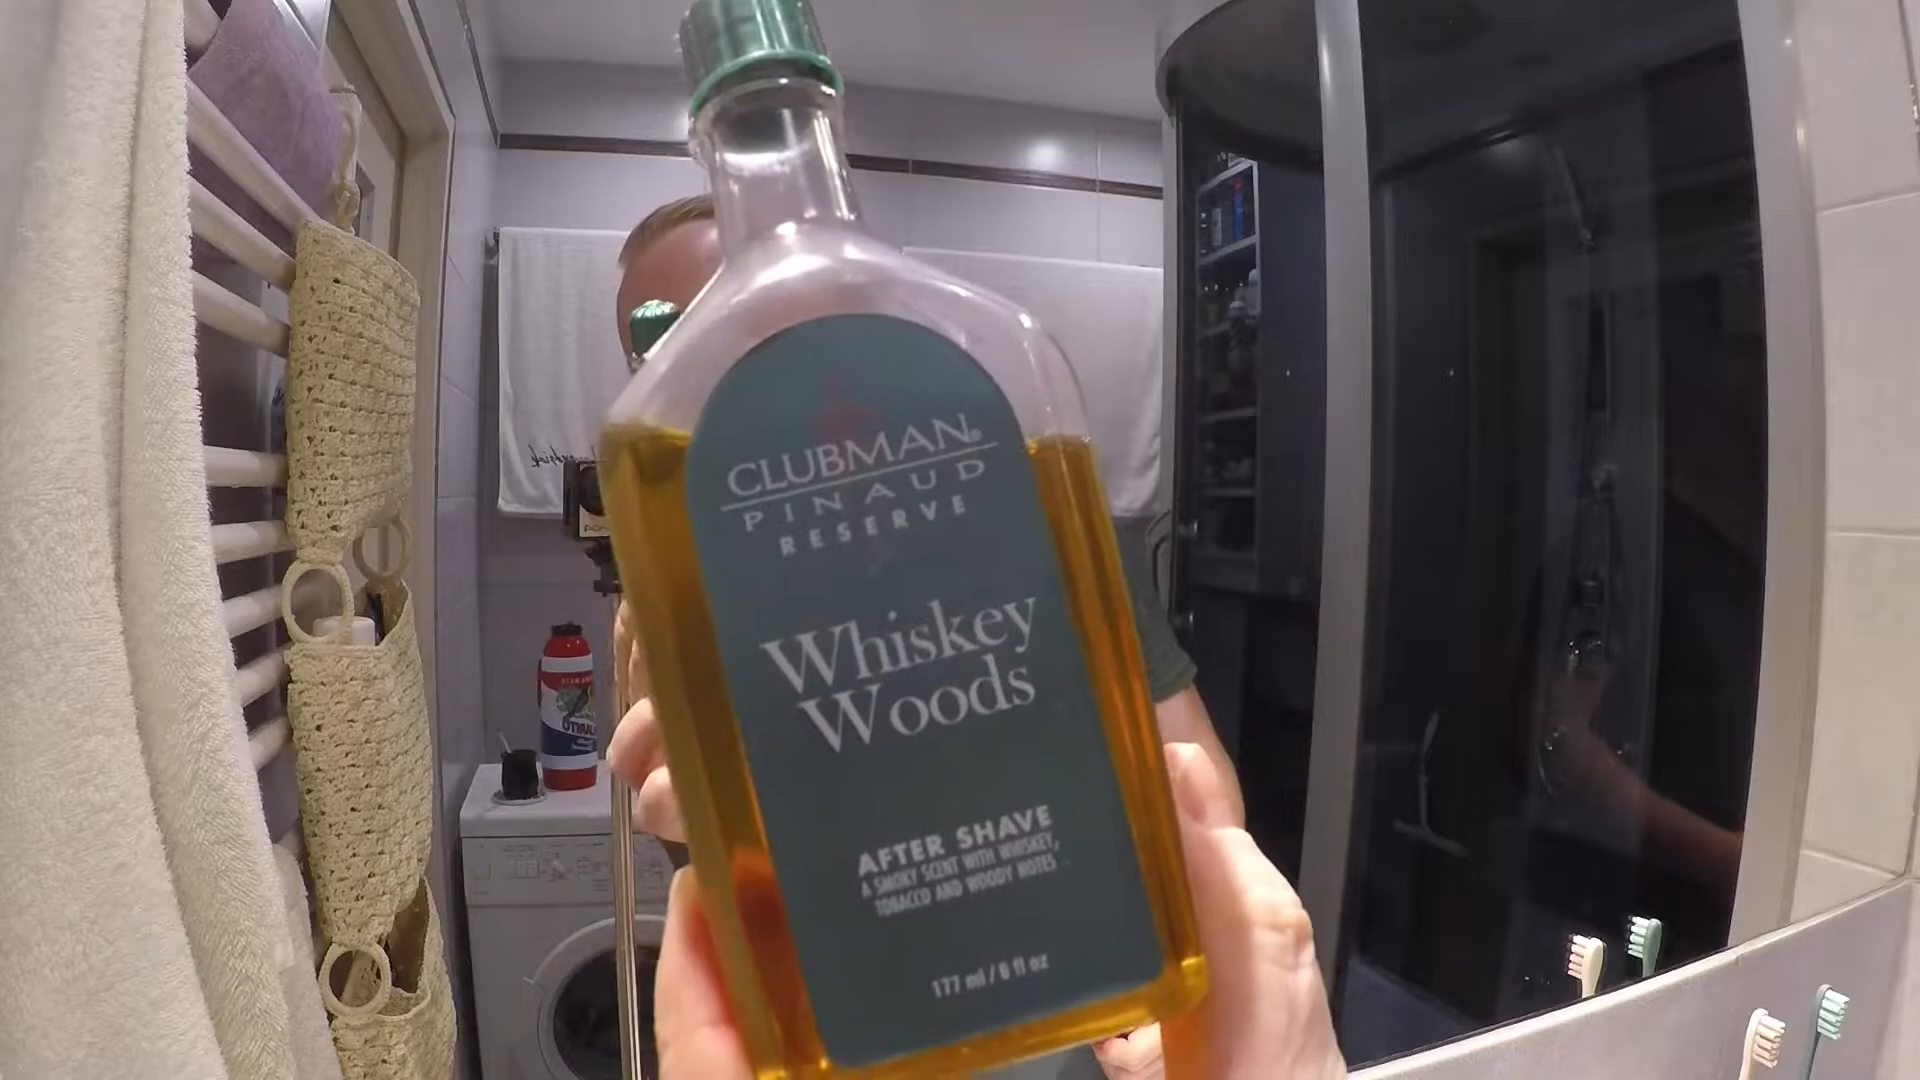 CLUBMAN®
PINAUD
RESERVE
Whiskey
Woods
AFTER SHAVE
A SMOKY SCENT WITH WHISKEY,
TOBACCO AND WOODY NOTES
177 ml / 6 fl oz